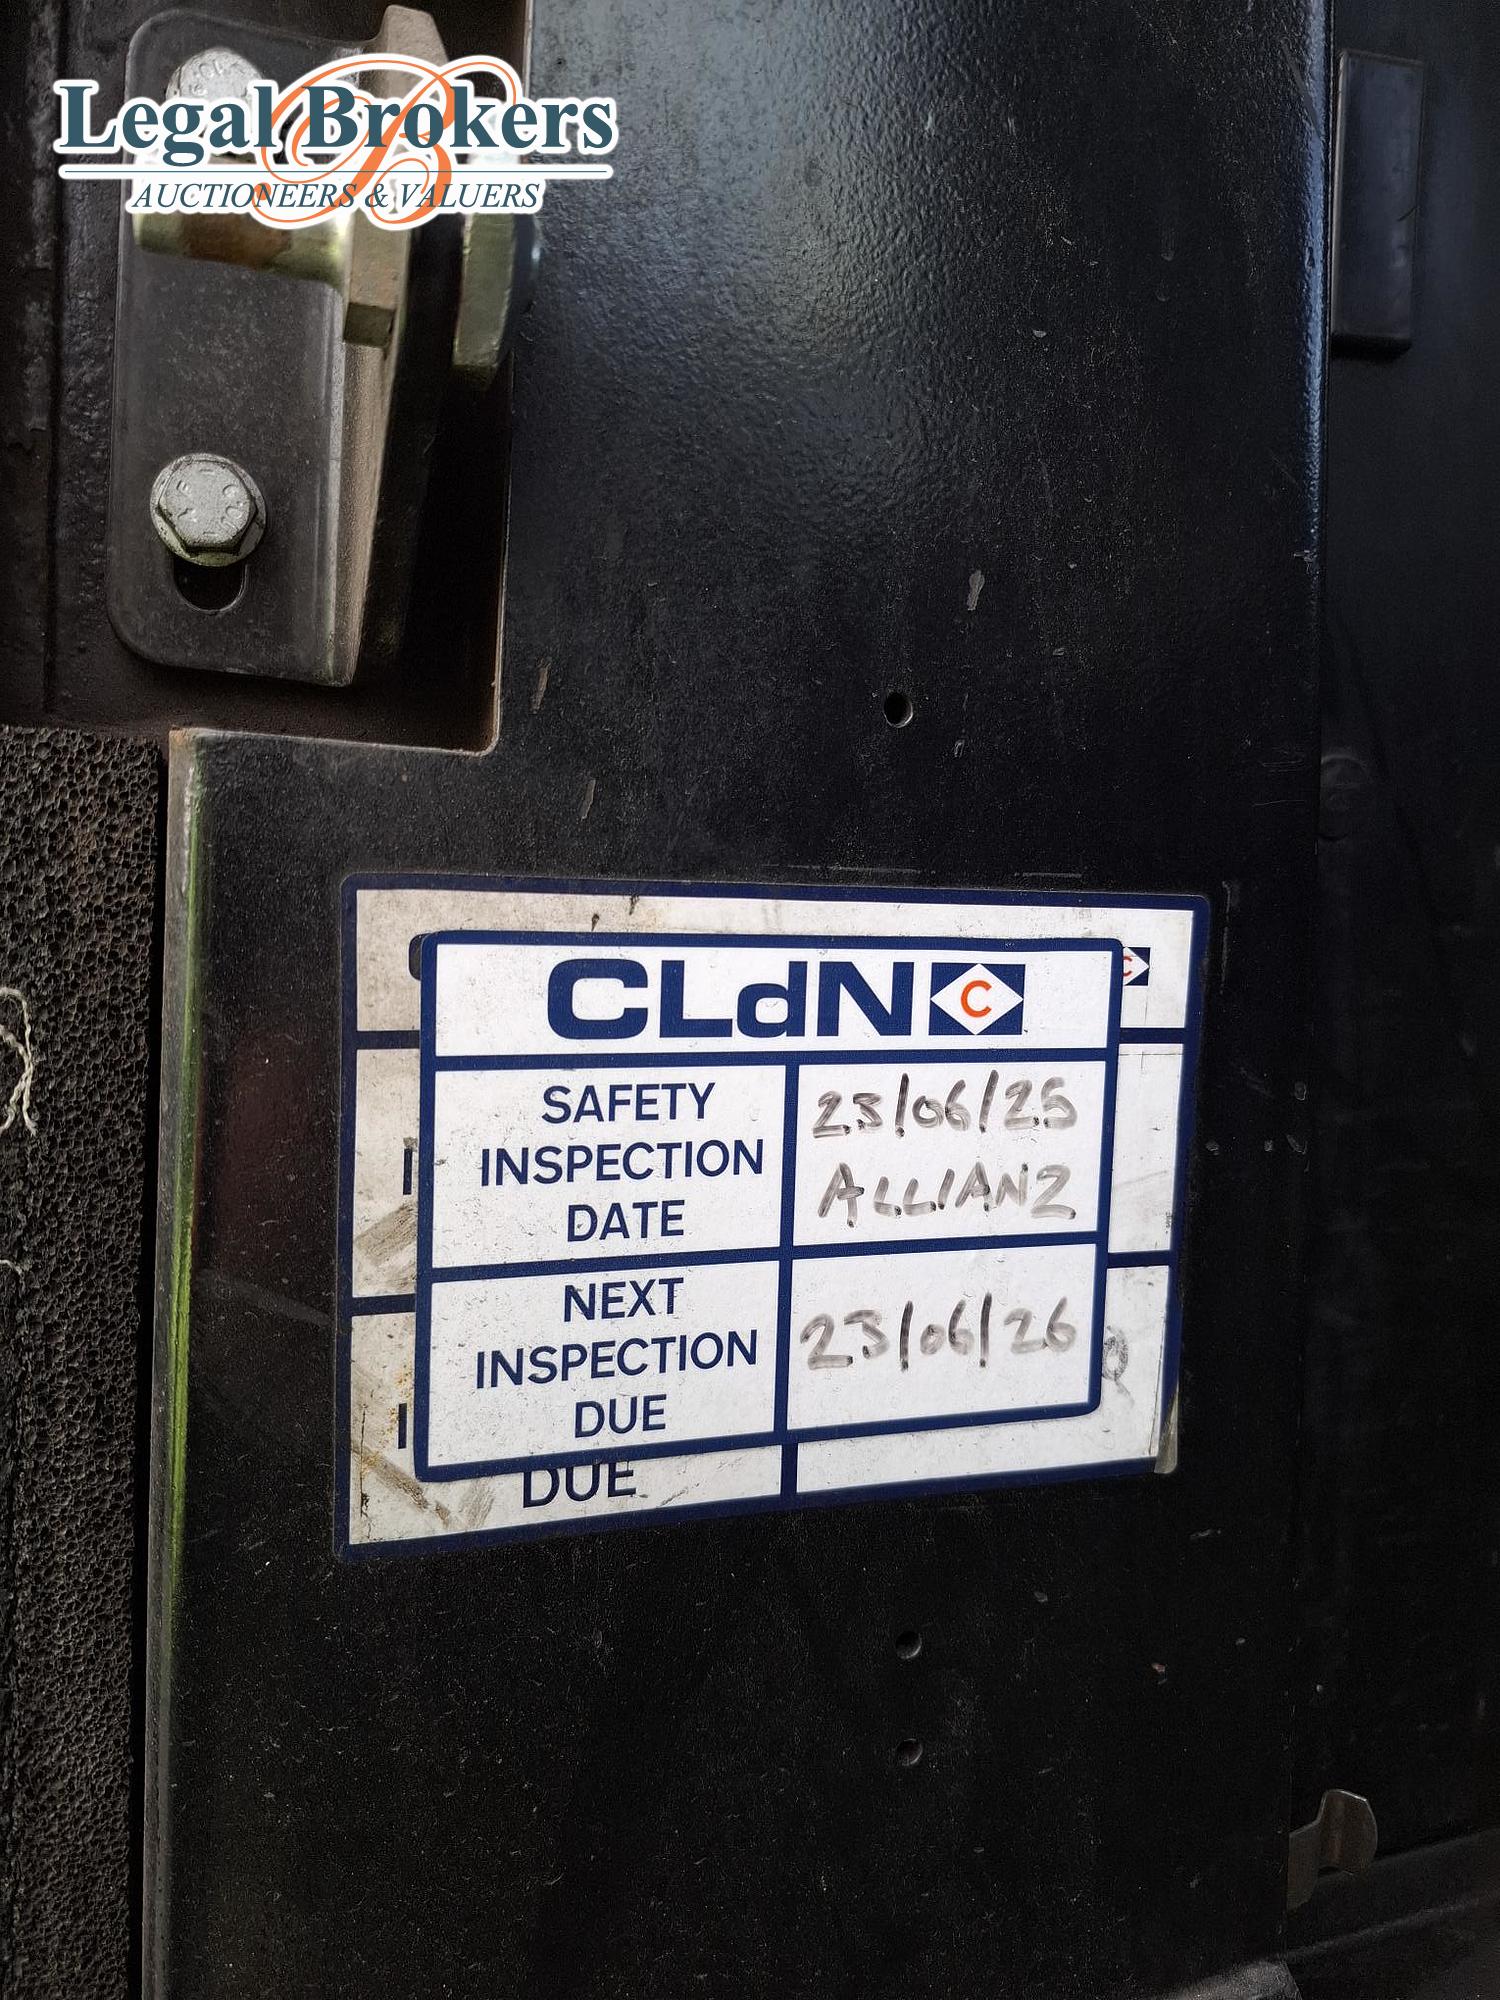 Legal Brokers
AUCTIONEERS & VALUERS
CLdN C
SAFETY
INSPECTION
DATE
23/06/25
ALLIANZ
NEXT
INSPECTION
DUE
23/06/26
DUE